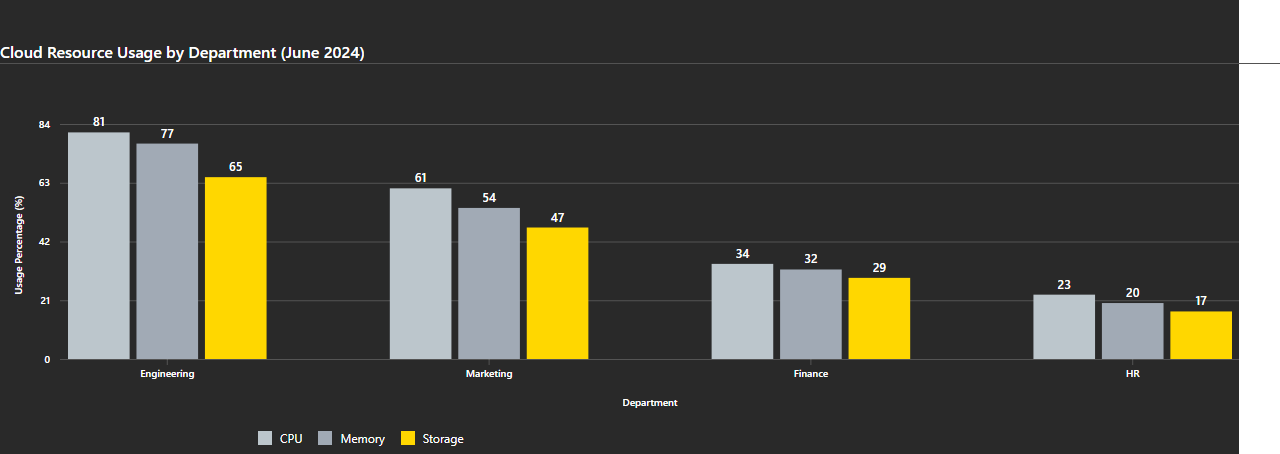 Cloud Resource Usage by Department (June 2024)
84
63
42
21
0
Usage Percentage (%)
81
77
65
61
54
47
34
32
29
23
20
17
Engineering
Marketing
Finance
HR
Department
CPU
Memory
Storage